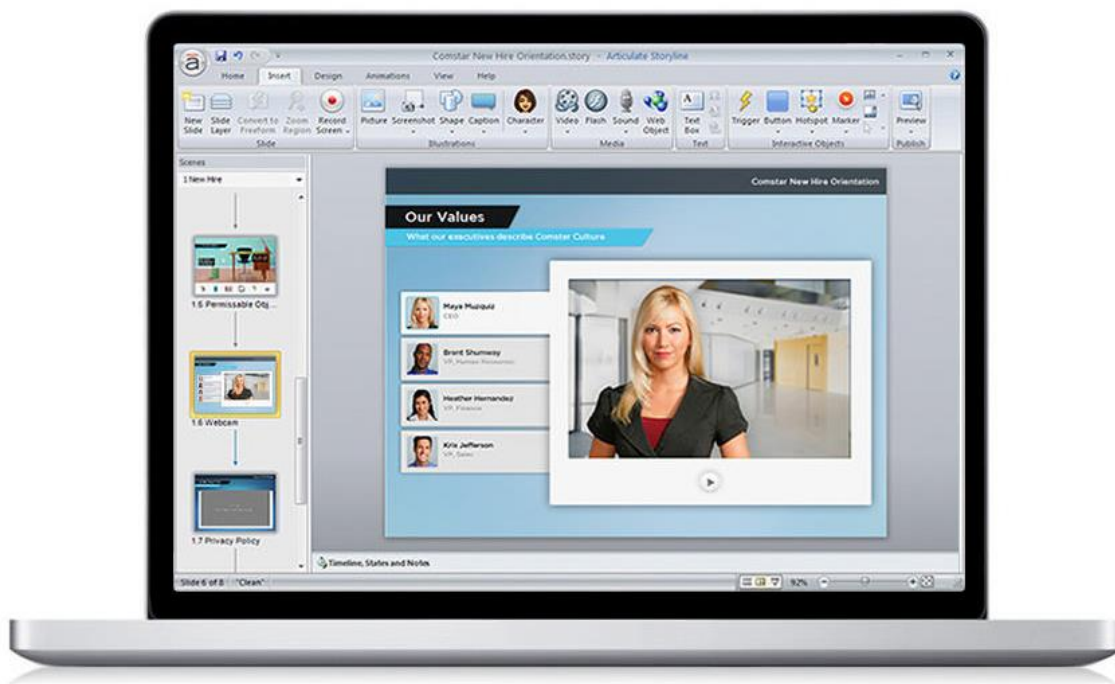 Comstar New Hire Orientation.story - Articulate Storyline
Home Insert Design Animations View Help
New Slide
Slide Layer
Convert to Freeform
Zoom Region
Record Screen
Picture
Screenshot
Shape
Caption
Character
Video
Flash
Sound
Web Object
Text Box
Trigger
Button
Hotspot
Marker
Preview
Slide
Illustrations
Media
Text
Interactive Objects
Publish
Scenes
1 New Hire
1.5 Permissable Obj...
1.6 Webcam
1.7 Privacy Policy
Comstar New Hire Orientation
Our Values
What our executives describe Comster Culture
Maya Muzquiz
CEO
Brent Shumway
VP, Human Resources
Heather Hernandez
VP, Finance
Kris Jefferson
VP, Sales
Timeline, States and Notes
Slide 6 of 8 "Clean" 92%